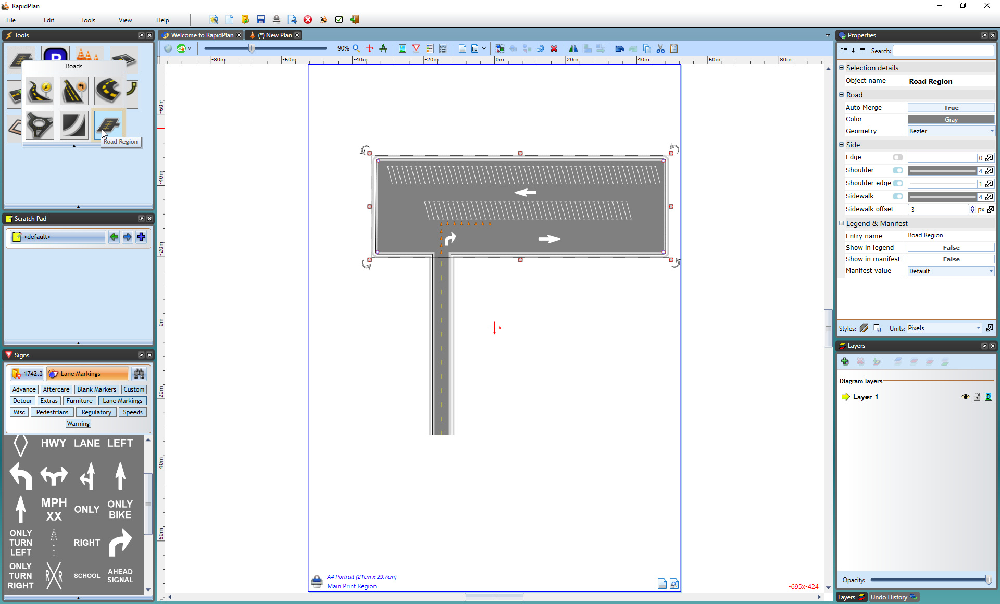 RapidPlan
File Edit Tools View Help
Tools
Roads
Road Region
Scratch Pad
<default>
Signs
1742.3 Lane Markings
Advance Aftercare Blank Markers Custom
Detour Extras Furniture Lane Markings
Misc Pedestrians Regulatory Speeds
Warning
HWY LANE LEFT
MPH
XX
ONLY
ONLY
BIKE
ONLY
TURN
LEFT
RIGHT
ONLY
TURN
RIGHT
R R
SCHOOL
AHEAD
SIGNAL
Welcome to RapidPlan (*) New Plan
90%
-80m -60m -40m -20m 0m 20m 40m 60m 80m
-60m
-40m
-20m
0m
20m
40m
60m
A4 Portrait (21cm x 29.7cm)
Main Print Region
-695x-424
Properties
Search:
Selection details
Object name Road Region
Road
Auto Merge True
Color Gray
Geometry Bezier
Side
Edge 0
Shoulder 4
Shoulder edge 1
Sidewalk 4
Sidewalk offset 3 px
Legend & Manifest
Entry name Road Region
Show in legend False
Show in manifest False
Manifest value Default
Styles: Units: Pixels
Layers
Diagram layers
Layer 1
Opacity:
Layers Undo History